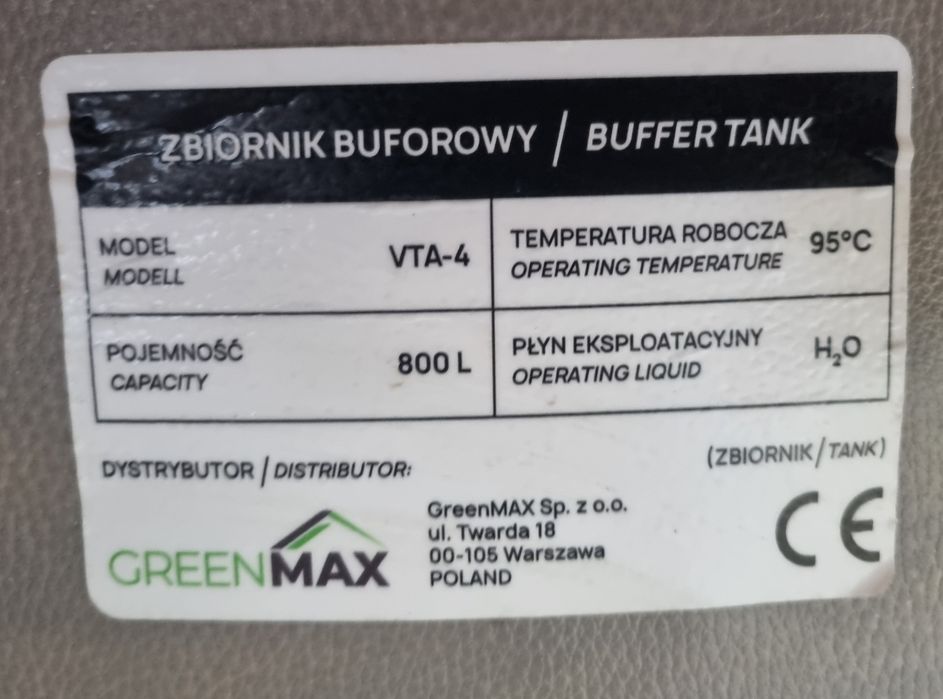 ZBIORNIK BUFOROWY / BUFFER TANK
MODEL
MODELL
VTA-4
TEMPERATURA ROBOCZA
OPERATING TEMPERATURE
95°C
POJEMNOŚĆ
CAPACITY
800 L
PŁYN EKSPLOATACYJNY
OPERATING LIQUID
H₂O
DYSTRYBUTOR / DISTRIBUTOR:
(ZBIORNIK / TANK)
GREENMAX
GreenMAX Sp. z o.o.
ul. Twarda 18
00-105 Warszawa
POLAND
CE